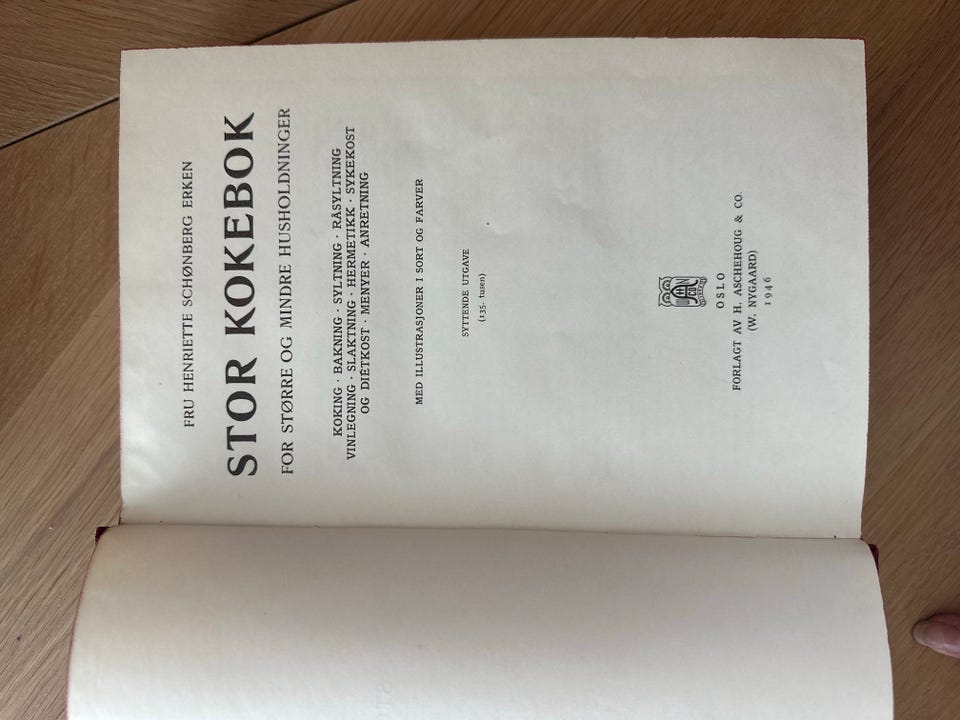 FRU HENRIETTE SCHØNBERG ERKEN
STOR KOKEBOK
FOR STØRRE OG MINDRE HUSHOLDNINGER
KOKING · BAKNING · SYLTNING · RÅSYLTNING
VINLEGNING · SLAKTNING · HERMETIKK · SYKEKOST
OG DIÉTKOST · MENYER · ANRETNING
MED ILLUSTRASJONER I SORT OG FARVER
SYTTENDE UTGAVE
(135. tusen)
OSLO
FORLAGT AV H. ASCHEHOUG & CO.
(W. NYGAARD)
1946